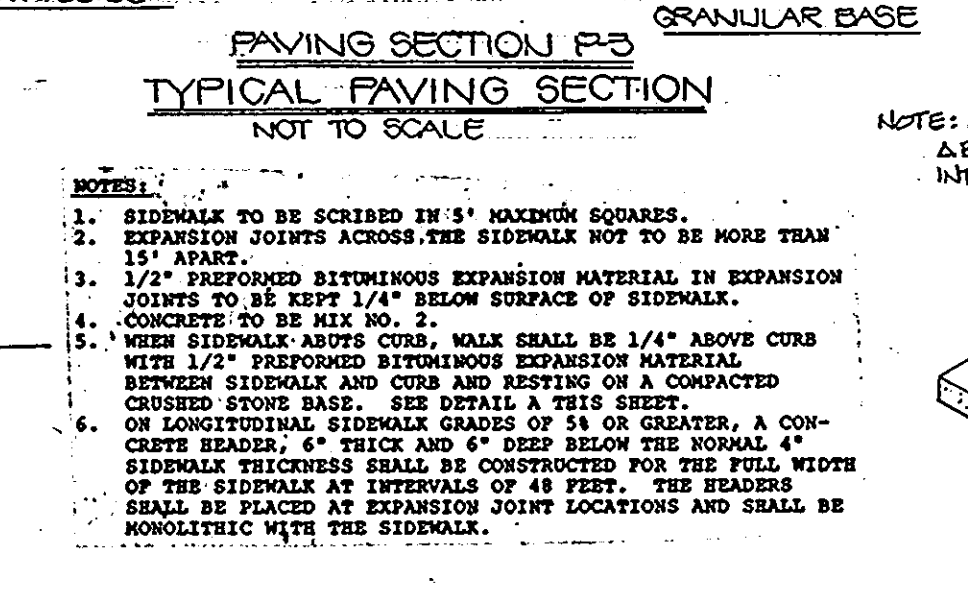 GRANULAR BASE
PAVING SECTION P-3
TYPICAL PAVING SECTION
NOT TO SCALE
NOTE:
NOTES:
1. SIDEWALK TO BE SCRIBED IN 5' MAXIMUM SQUARES.
2. EXPANSION JOINTS ACROSS THE SIDEWALK NOT TO BE MORE THAN
15' APART.
3. 1/2" PREFORMED BITUMINOUS EXPANSION MATERIAL IN EXPANSION
JOINTS TO BE KEPT 1/4" BELOW SURFACE OF SIDEWALK.
4. CONCRETE TO BE MIX NO. 2.
5. WHEN SIDEWALK ABUTS CURB, WALK SHALL BE 1/4" ABOVE CURB
WITH 1/2" PREFORMED BITUMINOUS EXPANSION MATERIAL
BETWEEN SIDEWALK AND CURB AND RESTING ON A COMPACTED
CRUSHED STONE BASE. SEE DETAIL A THIS SHEET.
6. ON LONGITUDINAL SIDEWALK GRADES OF 5% OR GREATER, A CON-
CRETE HEADER, 6" THICK AND 6" DEEP BELOW THE NORMAL 4"
SIDEWALK THICKNESS SHALL BE CONSTRUCTED FOR THE FULL WIDTH
OF THE SIDEWALK AT INTERVALS OF 48 FEET. THE HEADERS
SHALL BE PLACED AT EXPANSION JOINT LOCATIONS AND SHALL BE
MONOLITHIC WITH THE SIDEWALK.